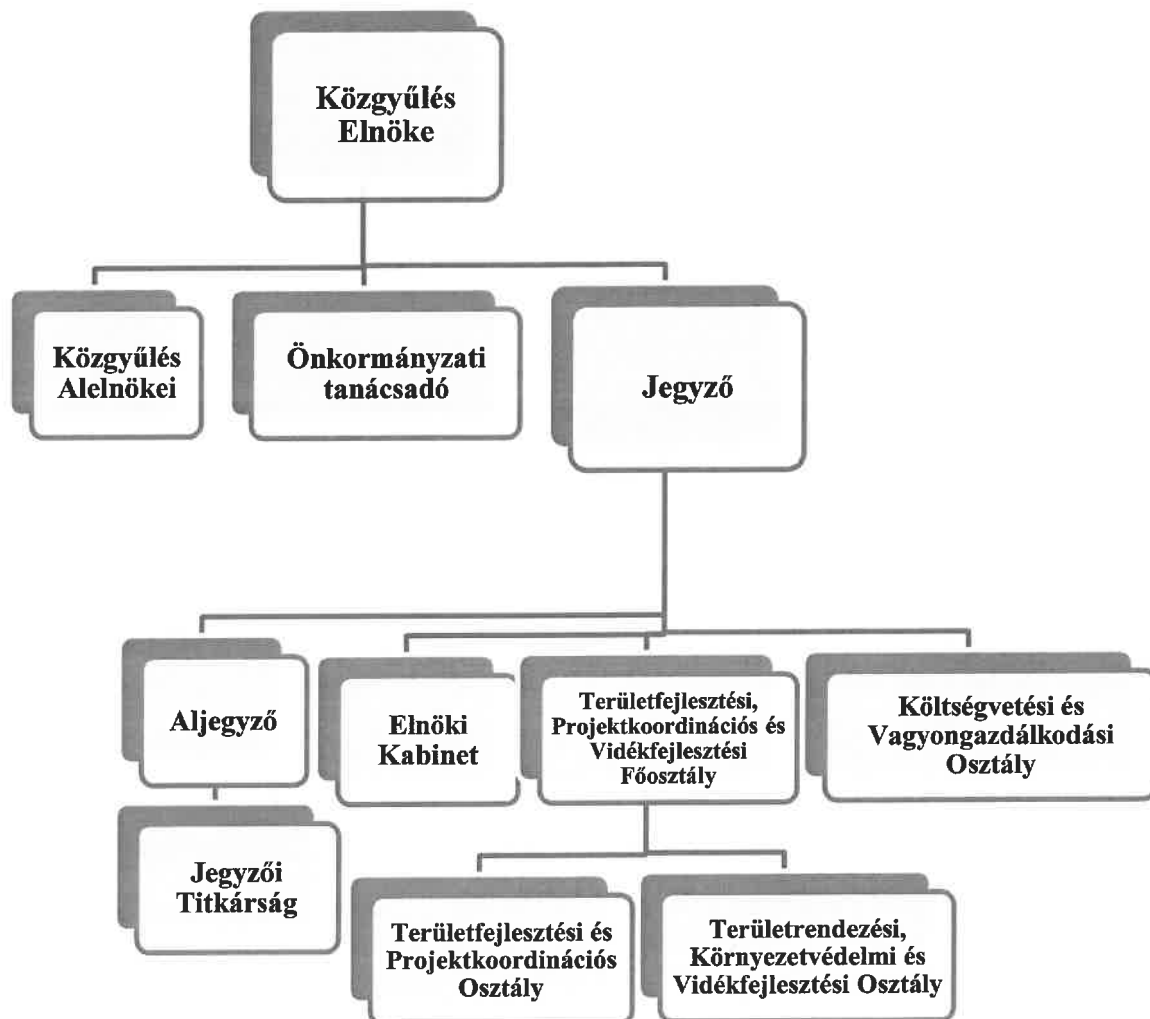 Közgyűlés
Elnöke
Közgyűlés
Alelnökei
Önkormányzati
tanácsadó
Jegyző
Aljegyző
Elnöki
Kabinet
Területfejlesztési,
Projektkoordinációs és
Vidékfejlesztési
Főosztály
Költségvetési és
Vagyongazdálkodási
Osztály
Jegyzői
Titkárság
Területfejlesztési és
Projektkoordinációs
Osztály
Területrendezési,
Környezetvédelmi és
Vidékfejlesztési Osztály